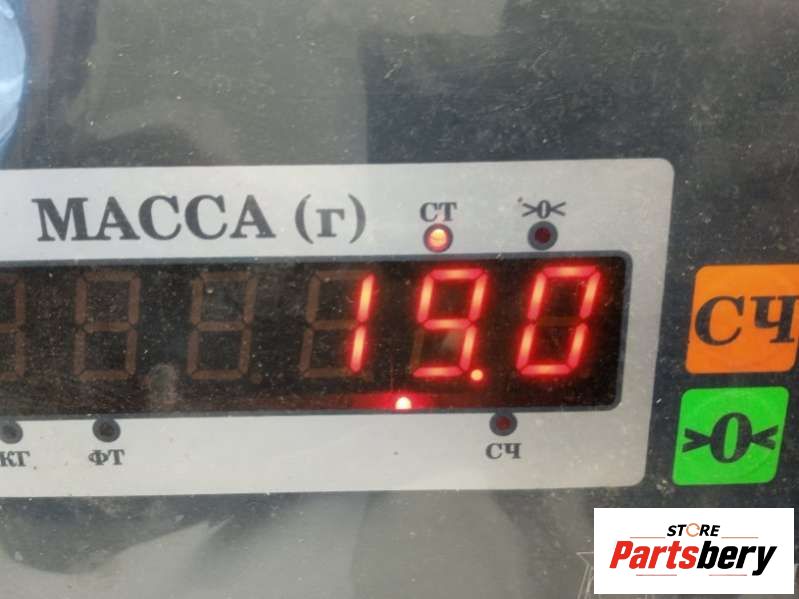 МАССА (г)
СТ
>0<
19.0
СЧ
>0<
КГ
ФТ
СЧ
STORE
Partsbery